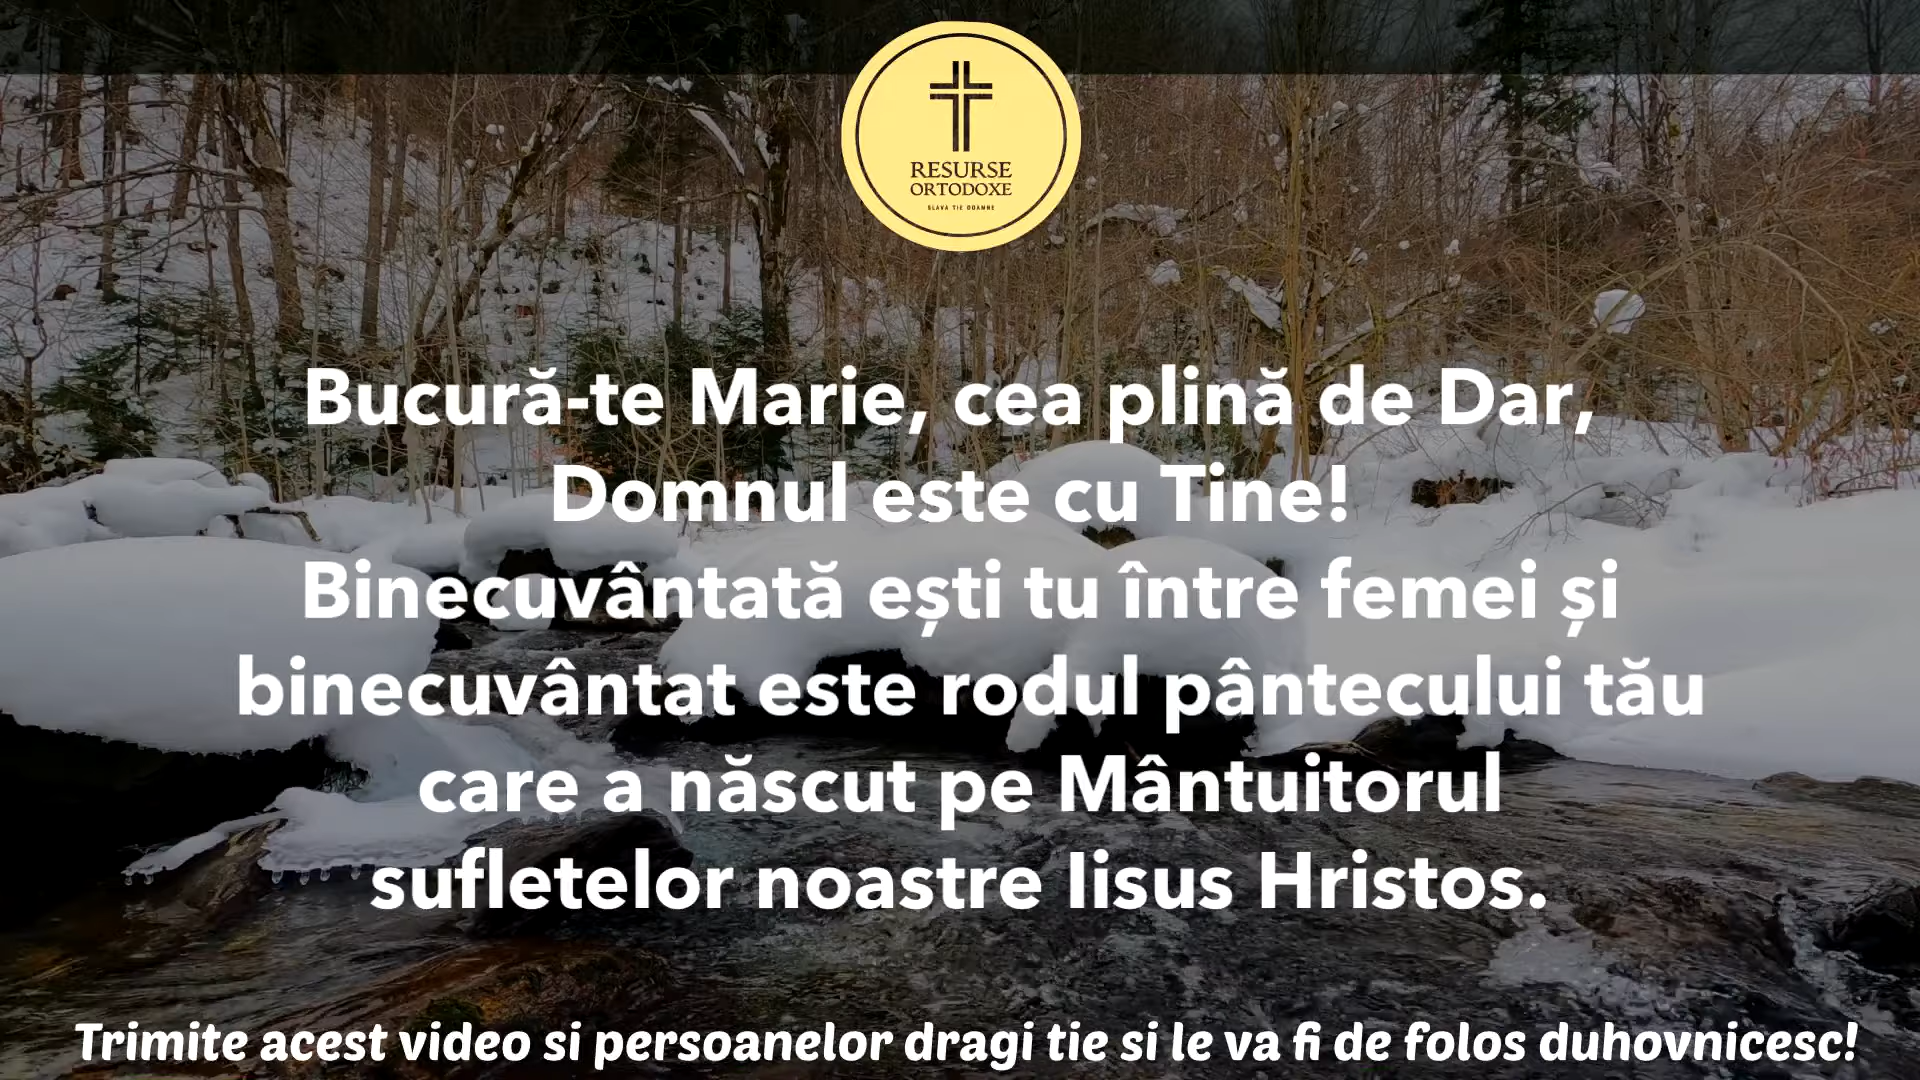 RESURSE
ORTODOXE
SLAVA TIE DOAMNE
Bucură-te Marie, cea plină de Dar,
Domnul este cu Tine!
Binecuvântată ești tu între femei și
binecuvântat este rodul pântecului tău
care a născut pe Mântuitorul
sufletelor noastre Iisus Hristos.
Trimite acest video si persoanelor dragi tie si le va fi de folos duhovnicesc!